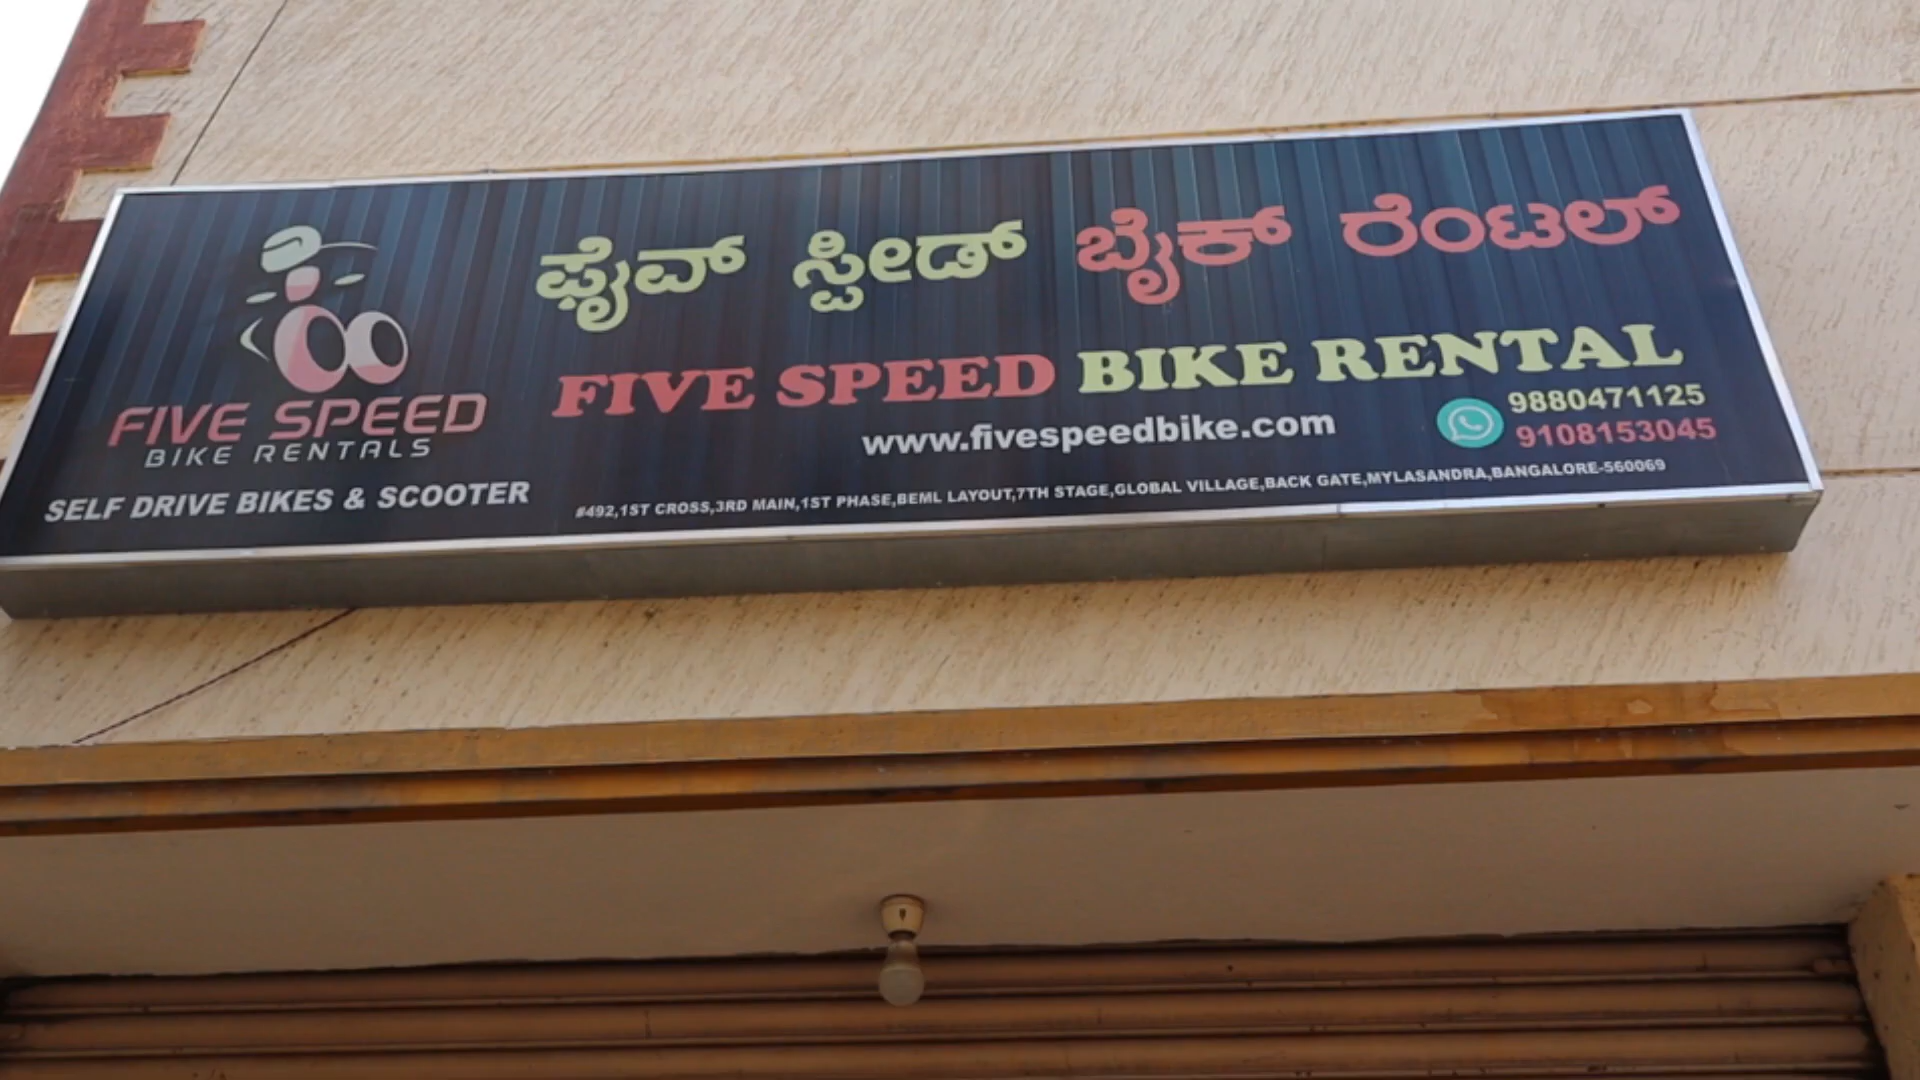 FIVE SPEED
BIKE RENTALS
SELF DRIVE BIKES & SCOOTER
ಫೈವ್ ಸ್ಪೀಡ್ ಬೈಕ್ ರೆಂಟಲ್
FIVE SPEED BIKE RENTAL
www.fivespeedbike.com
9880471125
9108153045
#492,1ST CROSS,3RD MAIN,1ST PHASE,BEML LAYOUT,7TH STAGE,GLOBAL VILLAGE,BACK GATE,MYLASANDRA,BANGALORE-560069